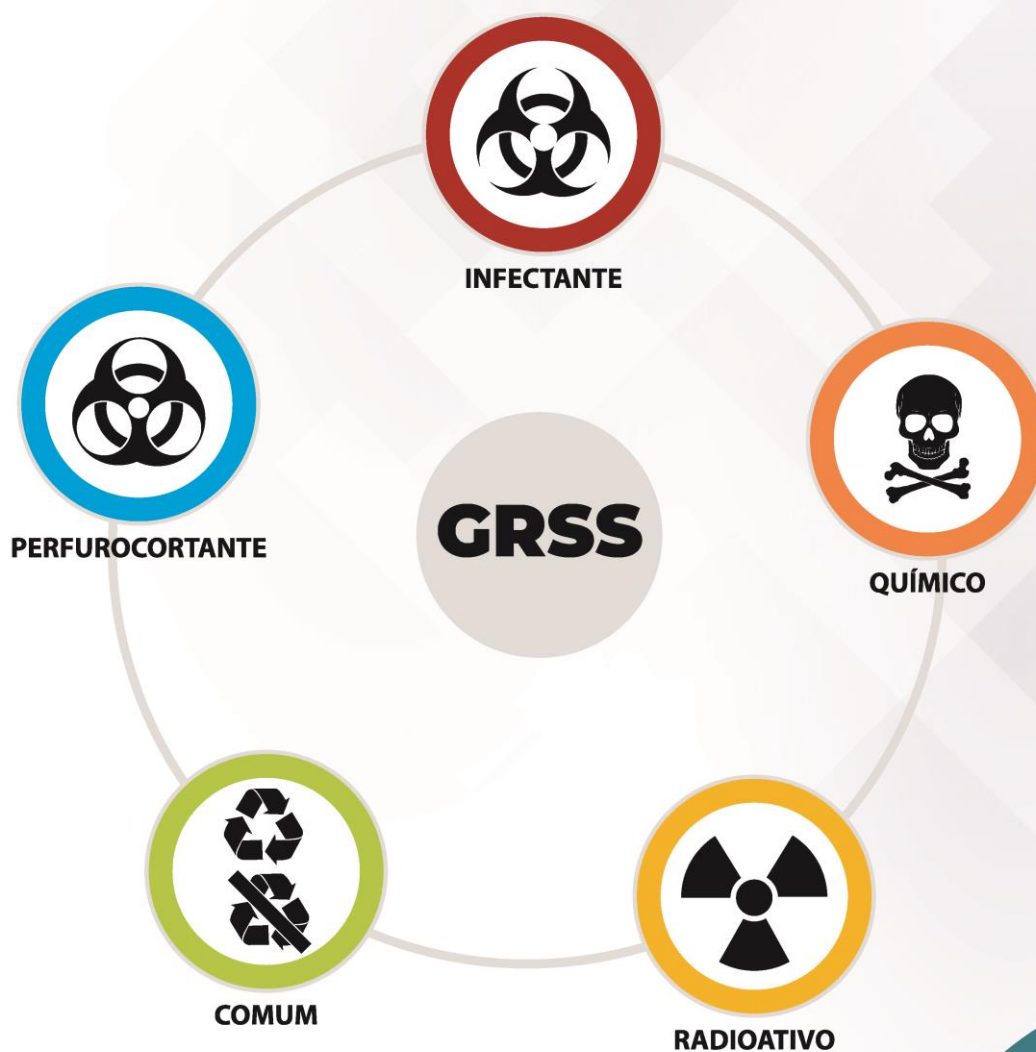 INFECTANTE
PERFUROCORTANTE
GRSS
QUÍMICO
COMUM
RADIOATIVO